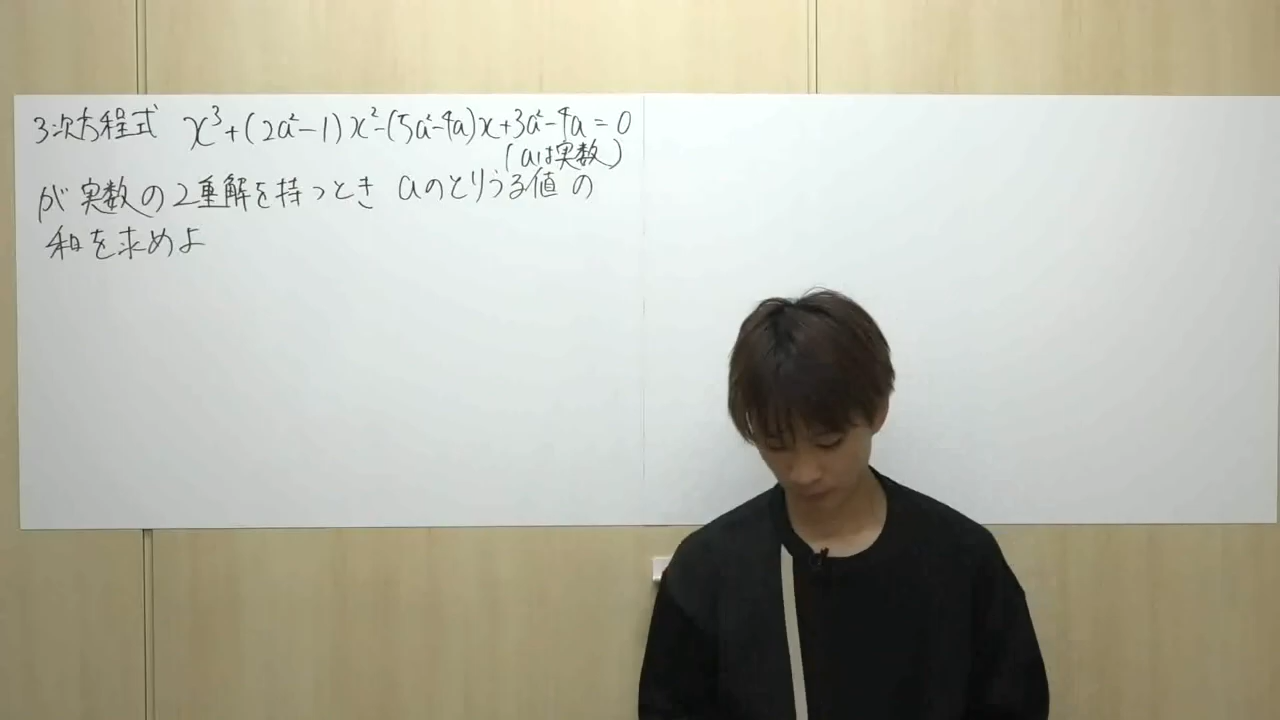 3次方程式 x³+(2a²-1)x²-(5a²-4a)x+3a²-4a=0
(aは実数)
が実数の2重解を持つとき aのとりうる値の
和を求めよ